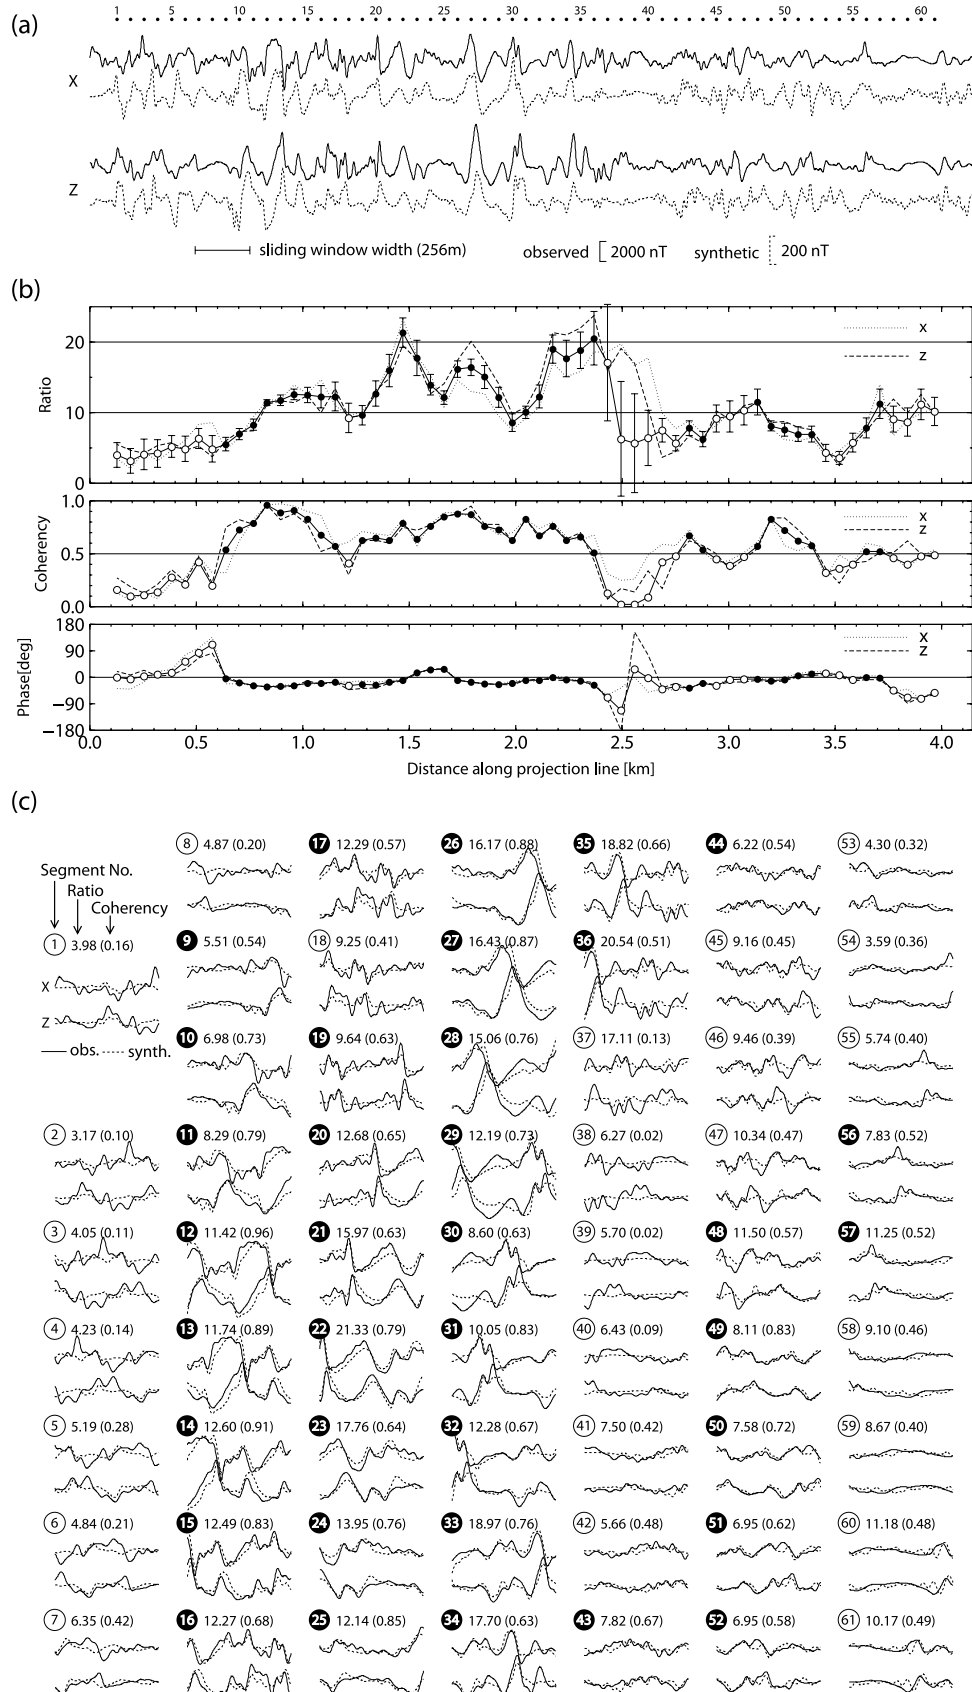 (a)
1 5 10 15 20 25 30 35 40 45 50 55 60
X
Z
sliding window width (256m) observed 2000 nT synthetic 200 nT
(b)
Ratio
20
10
0
X
Z
Coherency
1.0
0.5
0.0
X
Z
Phase[deg]
180
90
0
−90
−180
X
Z
0.0 0.5 1.0 1.5 2.0 2.5 3.0 3.5 4.0
Distance along projection line [km]
(c)
Segment No.
Ratio
Coherency
8 4.87 (0.20) 17 12.29 (0.57) 26 16.17 (0.88) 35 18.82 (0.66) 44 6.22 (0.54) 53 4.30 (0.32)
1 3.98 (0.16) 9 5.51 (0.54) 18 9.25 (0.41) 27 16.43 (0.87) 36 20.54 (0.51) 45 9.16 (0.45) 54 3.59 (0.36)
X
Z
obs. synth.
10 6.98 (0.73) 19 9.64 (0.63) 28 15.06 (0.76) 37 17.11 (0.13) 46 9.46 (0.39) 55 5.74 (0.40)
2 3.17 (0.10) 11 8.29 (0.79) 20 12.68 (0.65) 29 12.19 (0.73) 38 6.27 (0.02) 47 10.34 (0.47) 56 7.83 (0.52)
3 4.05 (0.11) 12 11.42 (0.96) 21 15.97 (0.63) 30 8.60 (0.63) 39 5.70 (0.02) 48 11.50 (0.57) 57 11.25 (0.52)
4 4.23 (0.14) 13 11.74 (0.89) 22 21.33 (0.79) 31 10.05 (0.83) 40 6.43 (0.09) 49 8.11 (0.83) 58 9.10 (0.46)
5 5.19 (0.28) 14 12.60 (0.91) 23 17.76 (0.64) 32 12.28 (0.67) 41 7.50 (0.42) 50 7.58 (0.72) 59 8.67 (0.40)
6 4.84 (0.21) 15 12.49 (0.83) 24 13.95 (0.76) 33 18.97 (0.76) 42 5.66 (0.48) 51 6.95 (0.62) 60 11.18 (0.48)
7 6.35 (0.42) 16 12.27 (0.68) 25 12.14 (0.85) 34 17.70 (0.63) 43 7.82 (0.67) 52 6.95 (0.58) 61 10.17 (0.49)